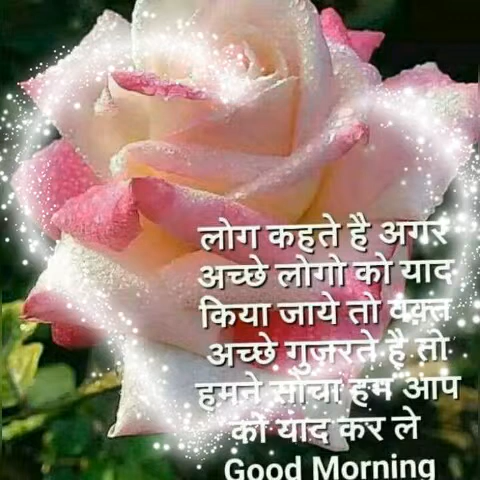 लोग कहते है अगर
अच्छे लोगो को याद
किया जाये तो वक्त
अच्छे गुजरते है तो
हमने सोचा हम आप
को याद कर ले
Good Morning